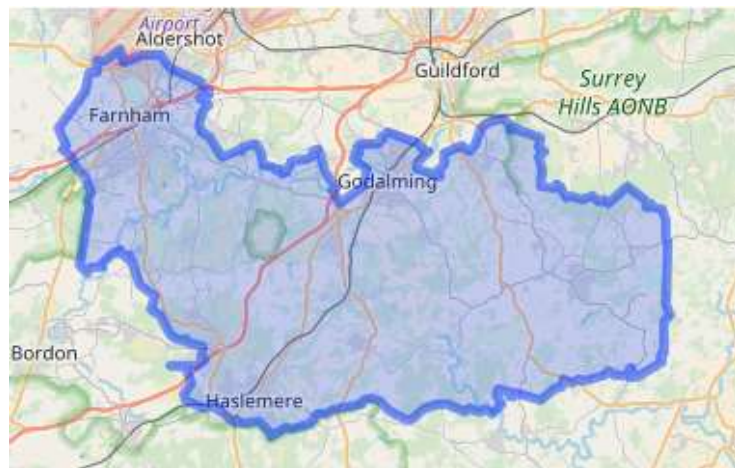 Airport
Aldershot
Guildford
Surrey
Hills AONB
Farnham
Godalming
Bordon
Haslemere